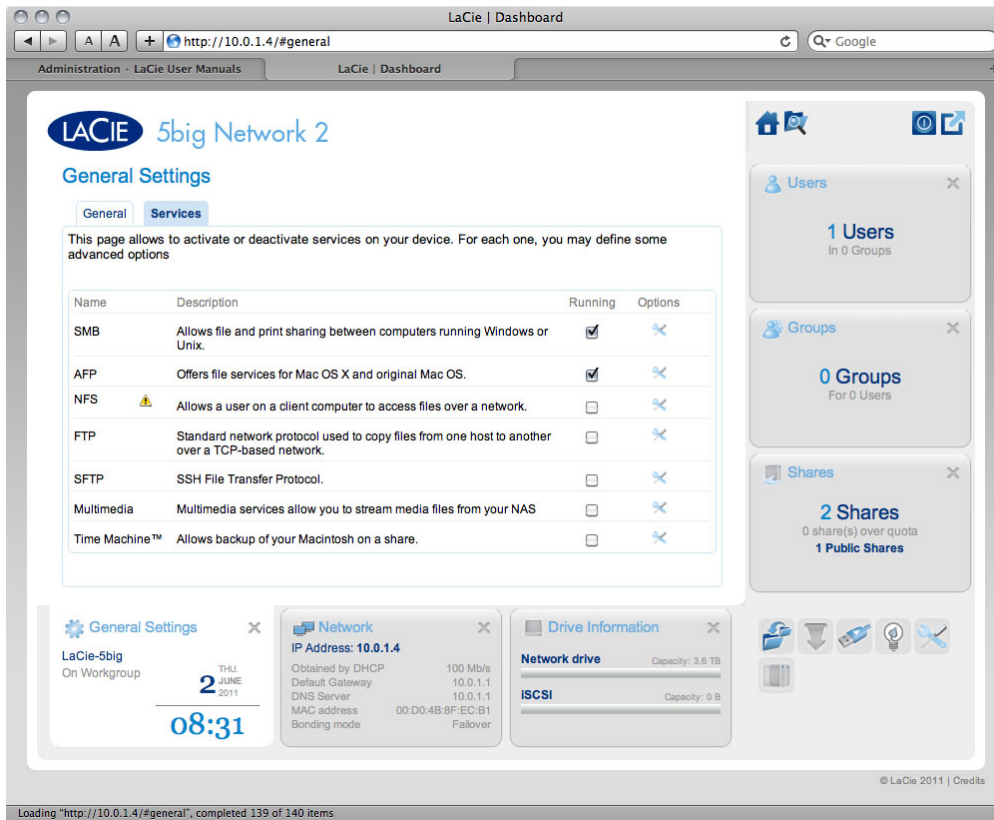 LaCie | Dashboard
A A + http://10.0.1.4/#general Google
Administration - LaCie User Manuals LaCie | Dashboard +
LACIE 5big Network 2
General Settings
General Services
This page allows to activate or deactivate services on your device. For each one, you may define some
advanced options
Name Description Running Options
SMB Allows file and print sharing between computers running Windows or
Unix.
AFP Offers file services for Mac OS X and original Mac OS.
NFS Allows a user on a client computer to access files over a network.
FTP Standard network protocol used to copy files from one host to another
over a TCP-based network.
SFTP SSH File Transfer Protocol.
Multimedia Multimedia services allow you to stream media files from your NAS
Time Machine™ Allows backup of your Macintosh on a share.
Users
1 Users
In 0 Groups
Groups
0 Groups
For 0 Users
Shares
2 Shares
0 share(s) over quota
1 Public Shares
General Settings
LaCie-5big
On Workgroup
THU.
2 JUNE
2011
08:31
Network
IP Address: 10.0.1.4
Obtained by DHCP 100 Mb/s
Default Gateway 10.0.1.1
DNS Server 10.0.1.1
MAC address 00:D0:4B:8F:EC:B1
Bonding mode Failover
Drive Information
Network drive Capacity: 3.6 TB
iSCSI Capacity: 0 B
© LaCie 2011 | Credits
Loading "http://10.0.1.4/#general", completed 139 of 140 items